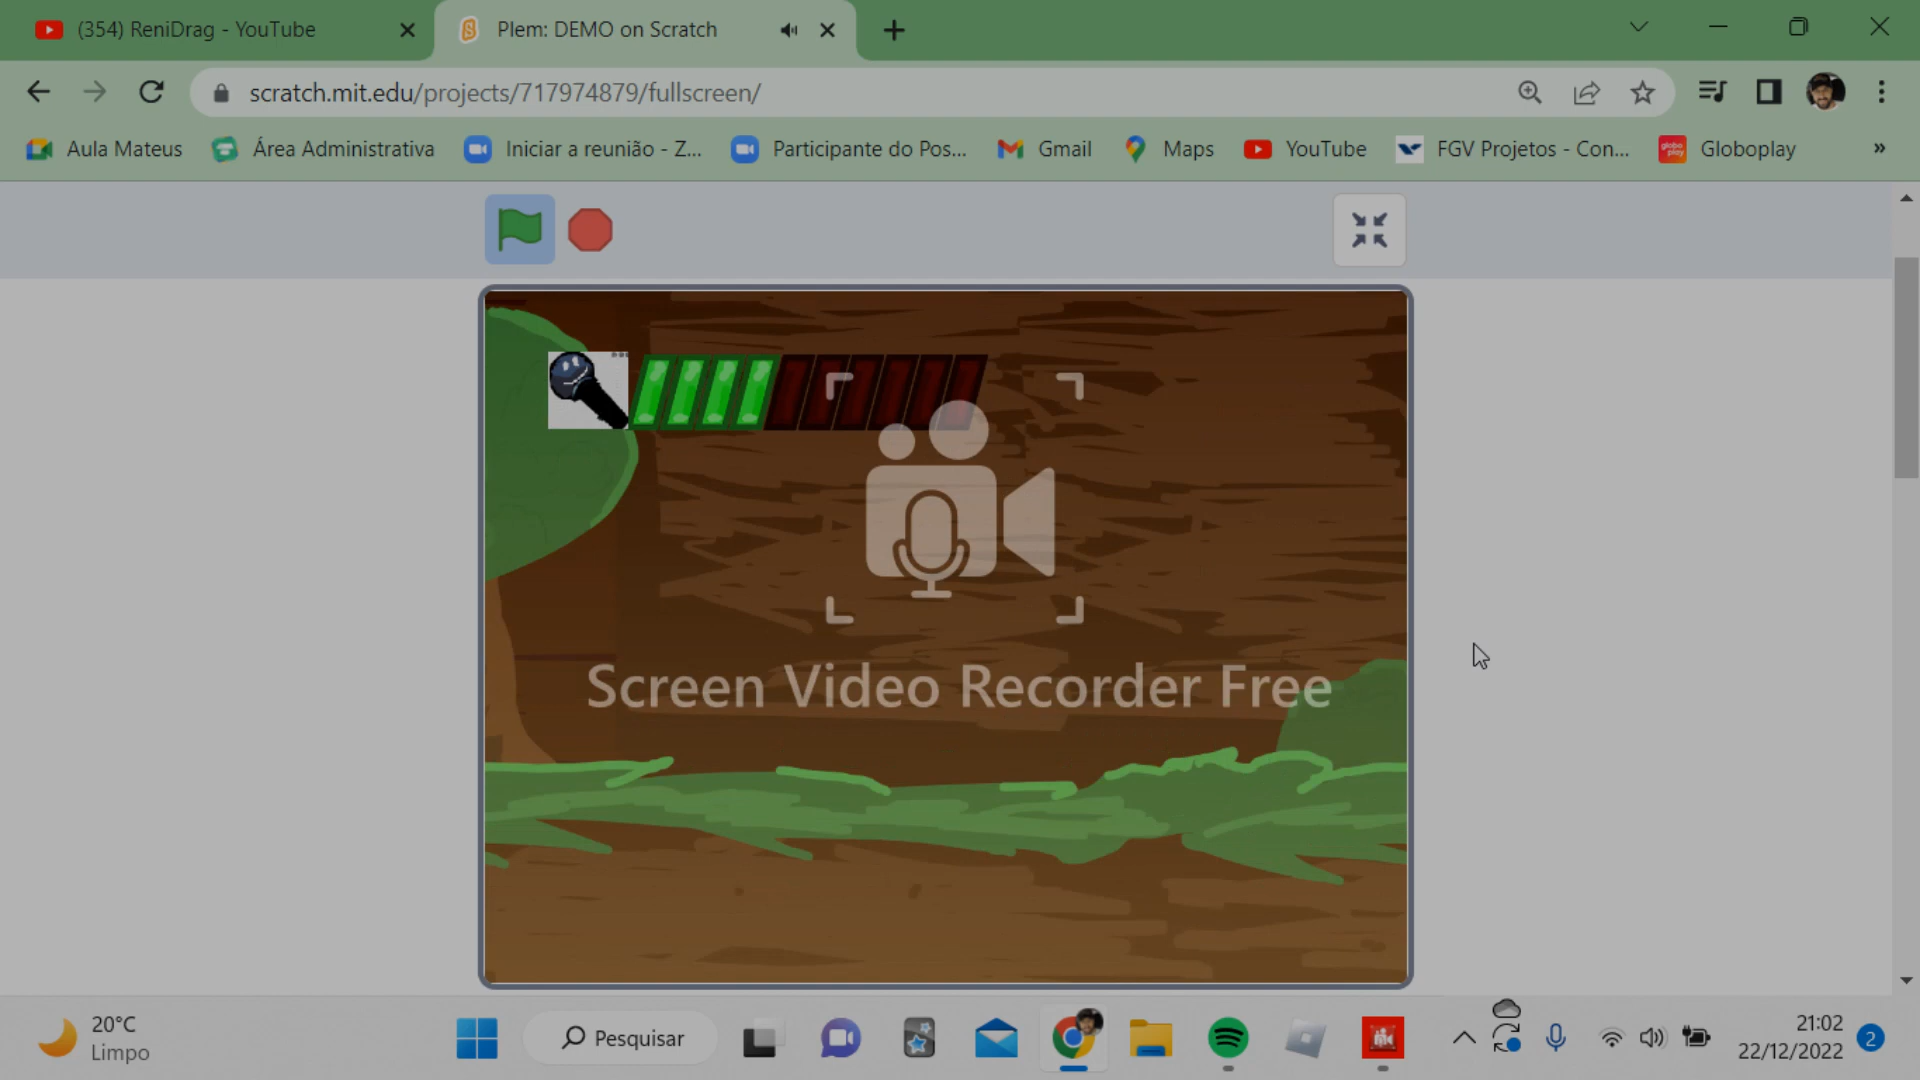 (354) ReniDrag - YouTube
Plem: DEMO on Scratch
scratch.mit.edu/projects/717974879/fullscreen/
Aula Mateus
Área Administrativa
Iniciar a reunião - Z...
Participante do Pos...
Gmail
Maps
YouTube
FGV Projetos - Con...
Globoplay
»
Screen Video Recorder Free
20°C
Limpo
Pesquisar
21:02
22/12/2022
2